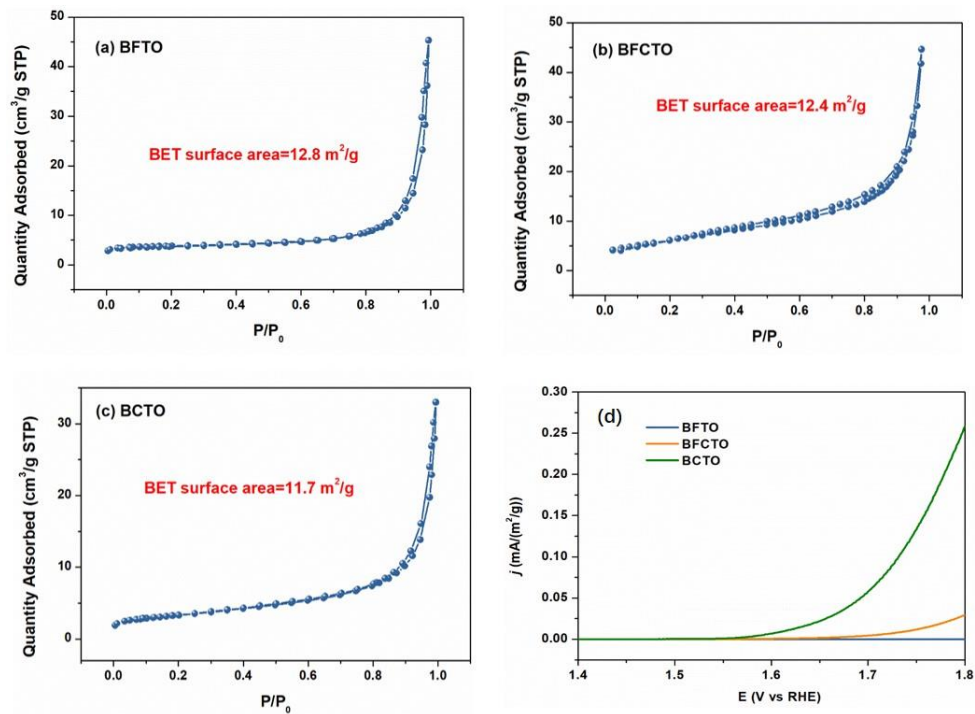 (a) BFTO
BET surface area=12.8 m²/g
Quantity Adsorbed (cm³/g STP)
50
40
30
20
10
0
0.0 0.2 0.4 0.6 0.8 1.0
P/P₀
(b) BFCTO
BET surface area=12.4 m²/g
Quantity Adsorbed (cm³/g STP)
50
40
30
20
10
0
0.0 0.2 0.4 0.6 0.8 1.0
P/P₀
(c) BCTO
BET surface area=11.7 m²/g
Quantity Adsorbed (cm³/g STP)
30
20
10
0
0.0 0.2 0.4 0.6 0.8 1.0
P/P₀
(d)
BFTO
BFCTO
BCTO
j (mA/(m²/g))
0.30
0.25
0.20
0.15
0.10
0.05
0.00
1.4 1.5 1.6 1.7 1.8
E (V vs RHE)